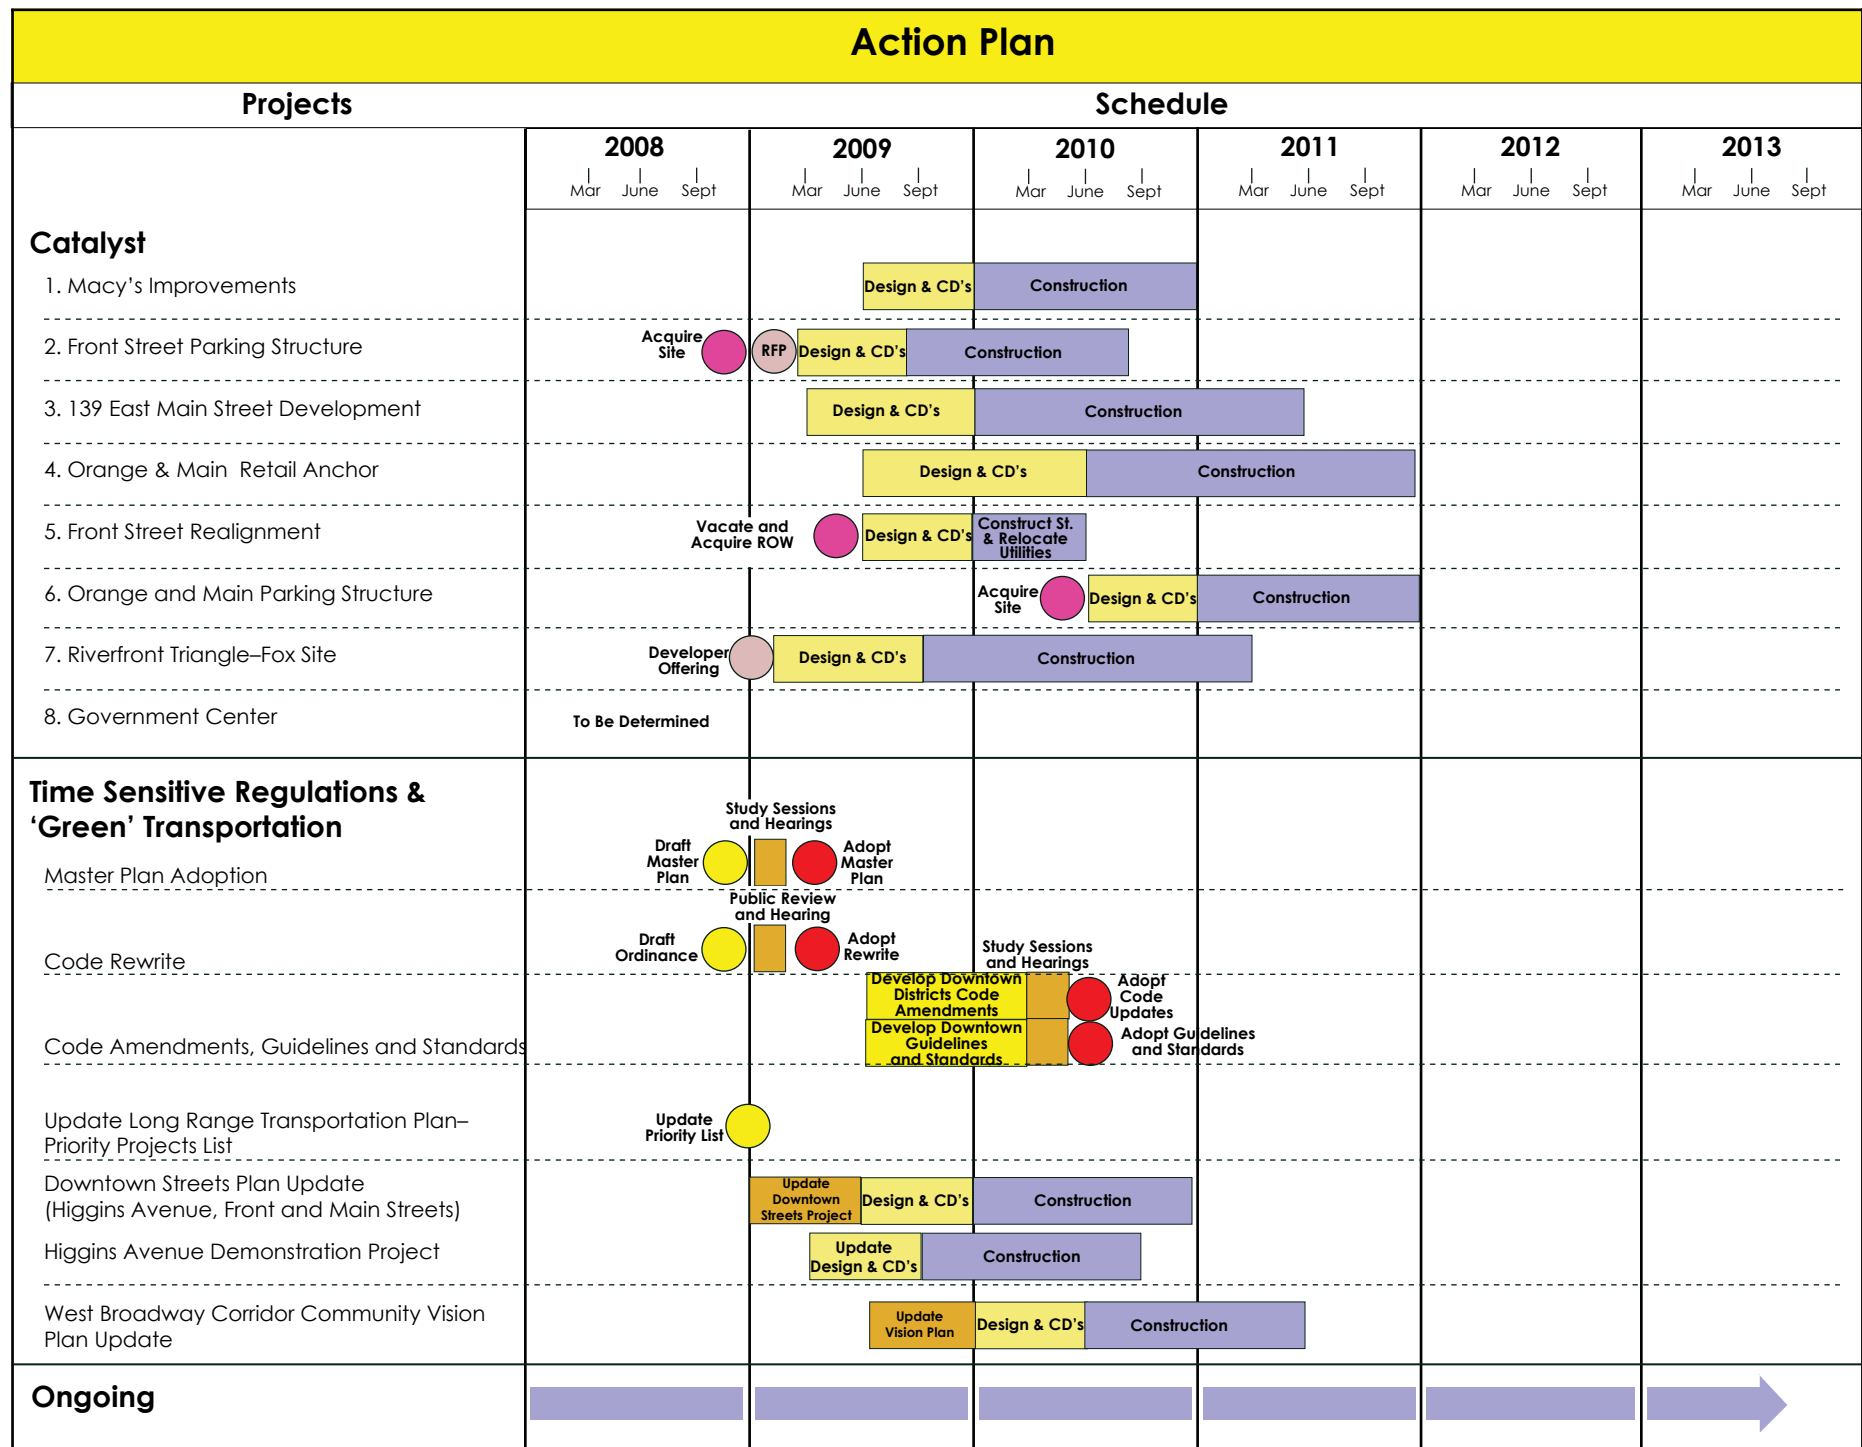 Action Plan
Projects
Schedule
2008
2009
2010
2011
2012
2013
Mar June Sept
Mar June Sept
Mar June Sept
Mar June Sept
Mar June Sept
Mar June Sept
Catalyst
1. Macy's Improvements
Design & CD's
Construction
2. Front Street Parking Structure
Acquire
Site
RFP
Design & CD's
Construction
3. 139 East Main Street Development
Design & CD's
Construction
4. Orange & Main Retail Anchor
Design & CD's
Construction
5. Front Street Realignment
Vacate and
Acquire ROW
Design & CD's
Construct St.
& Relocate
Utilities
6. Orange and Main Parking Structure
Acquire
Site
Design & CD's
Construction
7. Riverfront Triangle–Fox Site
Developer
Offering
Design & CD's
Construction
8. Government Center
To Be Determined
Time Sensitive Regulations &
‘Green’ Transportation
Master Plan Adoption
Draft
Master
Plan
Study Sessions
and Hearings
Adopt
Master
Plan
Code Rewrite
Draft
Ordinance
Public Review
and Hearing
Adopt
Rewrite
Code Amendments, Guidelines and Standards
Develop Downtown
Districts Code
Amendments
Study Sessions
and Hearings
Adopt
Code
Updates
Develop Downtown
Guidelines
and Standards
Adopt Guidelines
and Standards
Update Long Range Transportation Plan–
Priority Projects List
Update
Priority List
Downtown Streets Plan Update
(Higgins Avenue, Front and Main Streets)
Update
Downtown
Streets Project
Design & CD's
Construction
Higgins Avenue Demonstration Project
Update
Design & CD's
Construction
West Broadway Corridor Community Vision
Plan Update
Update
Vision Plan
Design & CD's
Construction
Ongoing